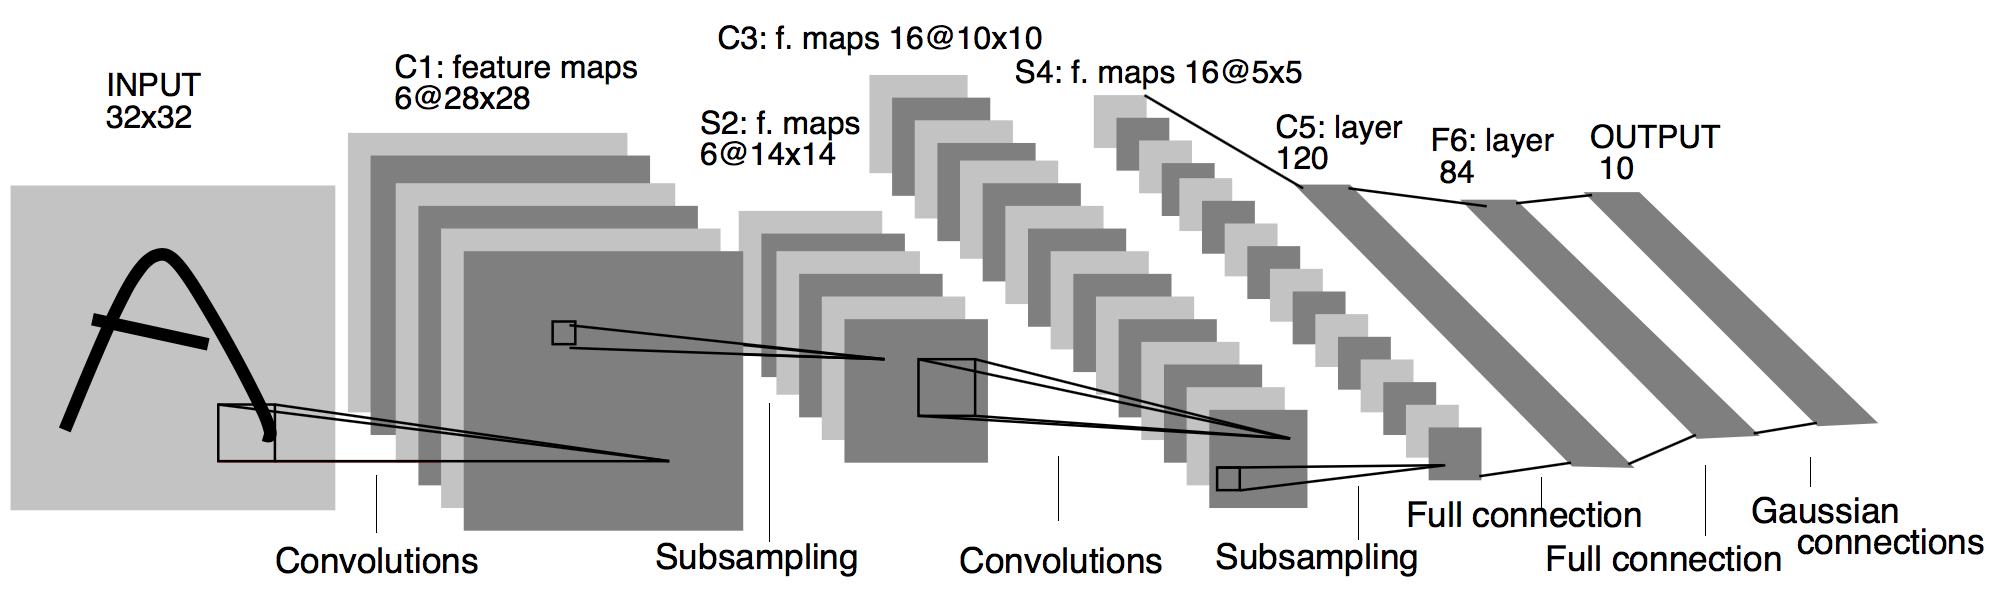 INPUT
32x32
C1: feature maps
6@28x28
S2: f. maps
6@14x14
C3: f. maps 16@10x10
S4: f. maps 16@5x5
C5: layer
120
F6: layer
84
OUTPUT
10
Convolutions
Subsampling
Convolutions
Subsampling
Full connection
Full connection
Gaussian
connections